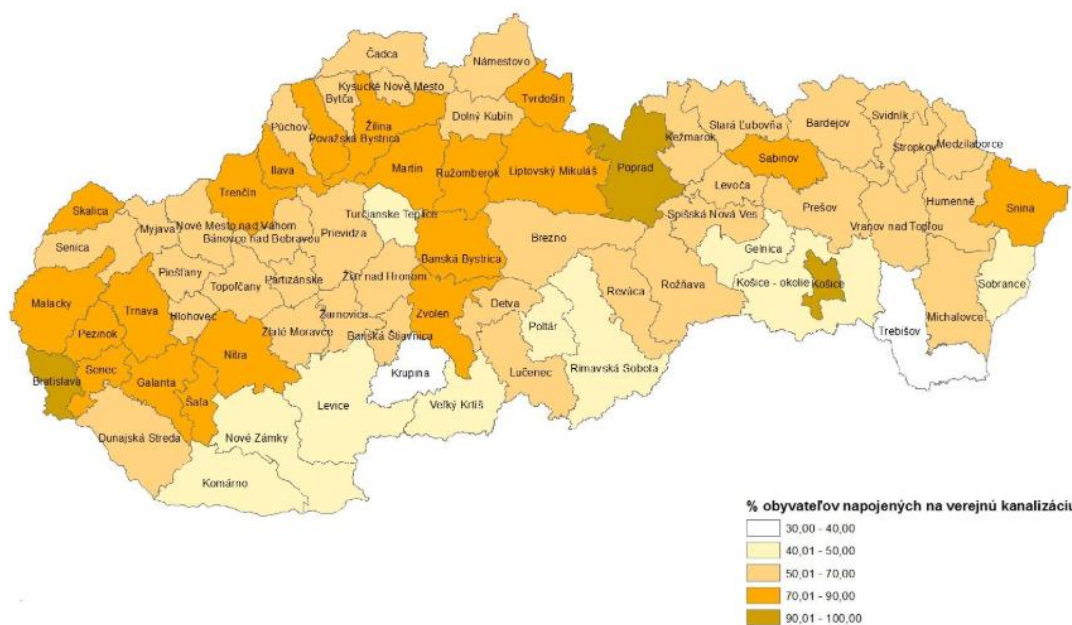 Čadca
Námestovo
Kysucké Nové Mesto
Bytča
Tvrdošín
Púchov
Považská Bystrica
Žilina
Dolný Kubín
Ilava
Martin
Ružomberok
Liptovský Mikuláš
Poprad
Kežmarok
Stará Ľubovňa
Bardejov
Svidník
Stropkov
Medzilaborce
Sabinov
Levoča
Prešov
Humenné
Snina
Trenčín
Turčianske Teplice
Spišská Nová Ves
Vranov nad Topľou
Skalica
Senica
Myjava
Nové Mesto nad Váhom
Bánovce nad Bebravou
Prievidza
Brezno
Banská Bystrica
Gelnica
Piešťany
Topoľčany
Partizánske
Žiar nad Hronom
Detva
Revúca
Rožňava
Košice - okolie
Košice
Sobrance
Malacky
Trnava
Hlohovec
Zlaté Moravce
Žarnovica
Banská Štiavnica
Zvolen
Poltár
Michalovce
Pezinok
Trebišov
Nitra
Krupina
Lučenec
Rimavská Sobota
Bratislava
Senec
Galanta
Šaľa
Levice
Veľký Krtíš
Dunajská Streda
Nové Zámky
Komárno
% obyvateľov napojených na verejnú kanalizáciu
30,00 - 40,00
40,01 - 50,00
50,01 - 70,00
70,01 - 90,00
90,01 - 100,00